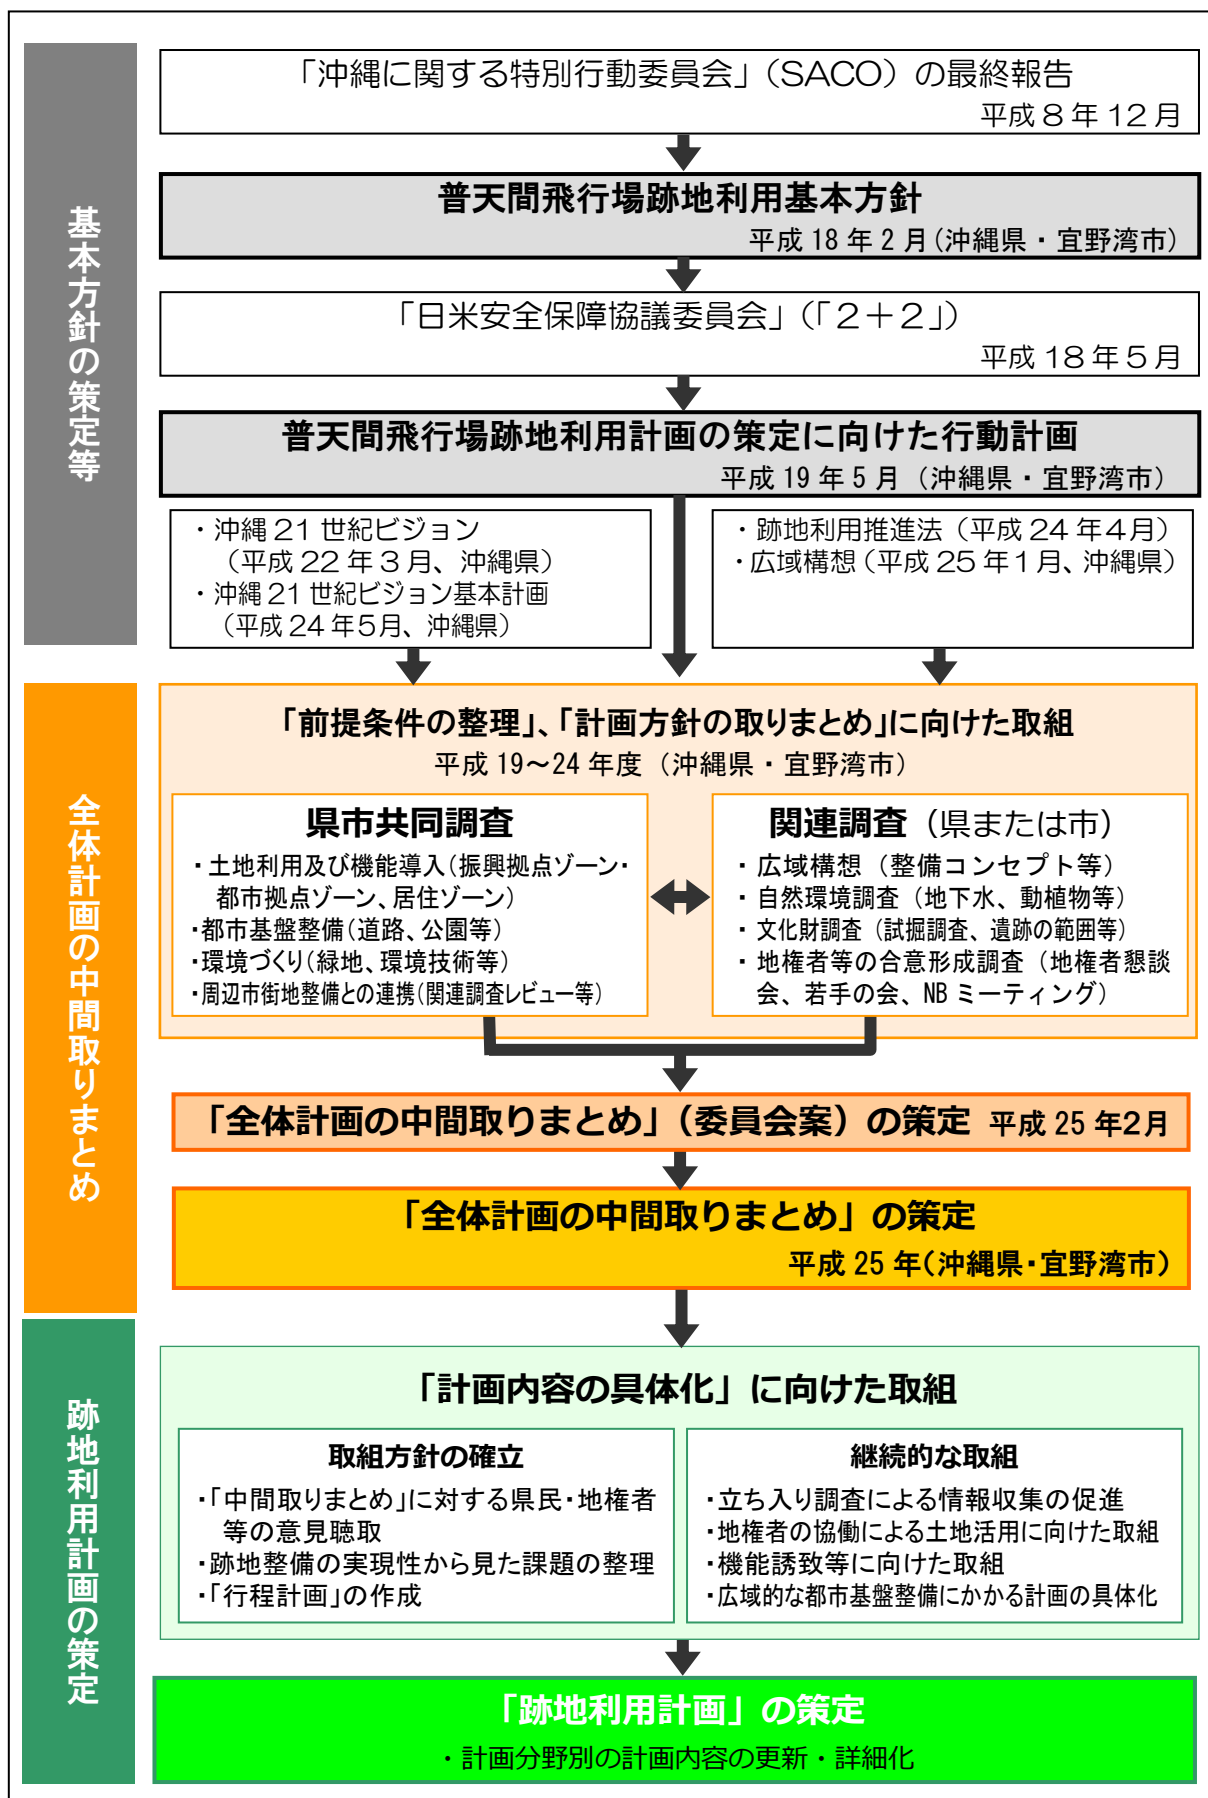 基本方針の策定等
「沖縄に関する特別行動委員会」（SACO）の最終報告
平成８年１２月
普天間飛行場跡地利用基本方針
平成 18 年 2 月(沖縄県・宜野湾市)
「日米安全保障協議委員会」（「２＋２」）
平成 18 年５月
普天間飛行場跡地利用計画の策定に向けた行動計画
平成 19 年 5 月（沖縄県・宜野湾市）
・沖縄 21 世紀ビジョン
（平成 22 年３月、沖縄県）
・沖縄 21 世紀ビジョン基本計画
（平成 24 年５月、沖縄県）
・跡地利用推進法（平成 24 年４月）
・広域構想（平成 25 年１月、沖縄県）
全体計画の中間取りまとめ
「前提条件の整理」、「計画方針の取りまとめ」に向けた取組
平成 19～24 年度（沖縄県・宜野湾市）
県市共同調査
・土地利用及び機能導入(振興拠点ゾーン・
都市拠点ゾーン、居住ゾーン)
・都市基盤整備(道路、公園等)
・環境づくり(緑地、環境技術等)
・周辺市街地整備との連携(関連調査レビュー等)
関連調査（県または市）
・広域構想（整備コンセプト等）
・自然環境調査（地下水、動植物等）
・文化財調査（試掘調査、遺跡の範囲等）
・地権者等の合意形成調査（地権者懇談
会、若手の会、NB ミーティング）
「全体計画の中間取りまとめ」（委員会案）の策定 平成 25 年2月
「全体計画の中間取りまとめ」の策定
平成 25 年(沖縄県・宜野湾市)
跡地利用計画の策定
「計画内容の具体化」に向けた取組
取組方針の確立
・「中間取りまとめ」に対する県民・地権者
等の意見聴取
・跡地整備の実現性から見た課題の整理
・「行程計画」の作成
継続的な取組
・立ち入り調査による情報収集の促進
・地権者の協働による土地活用に向けた取組
・機能誘致等に向けた取組
・広域的な都市基盤整備にかかる計画の具体化
「跡地利用計画」の策定
・計画分野別の計画内容の更新・詳細化